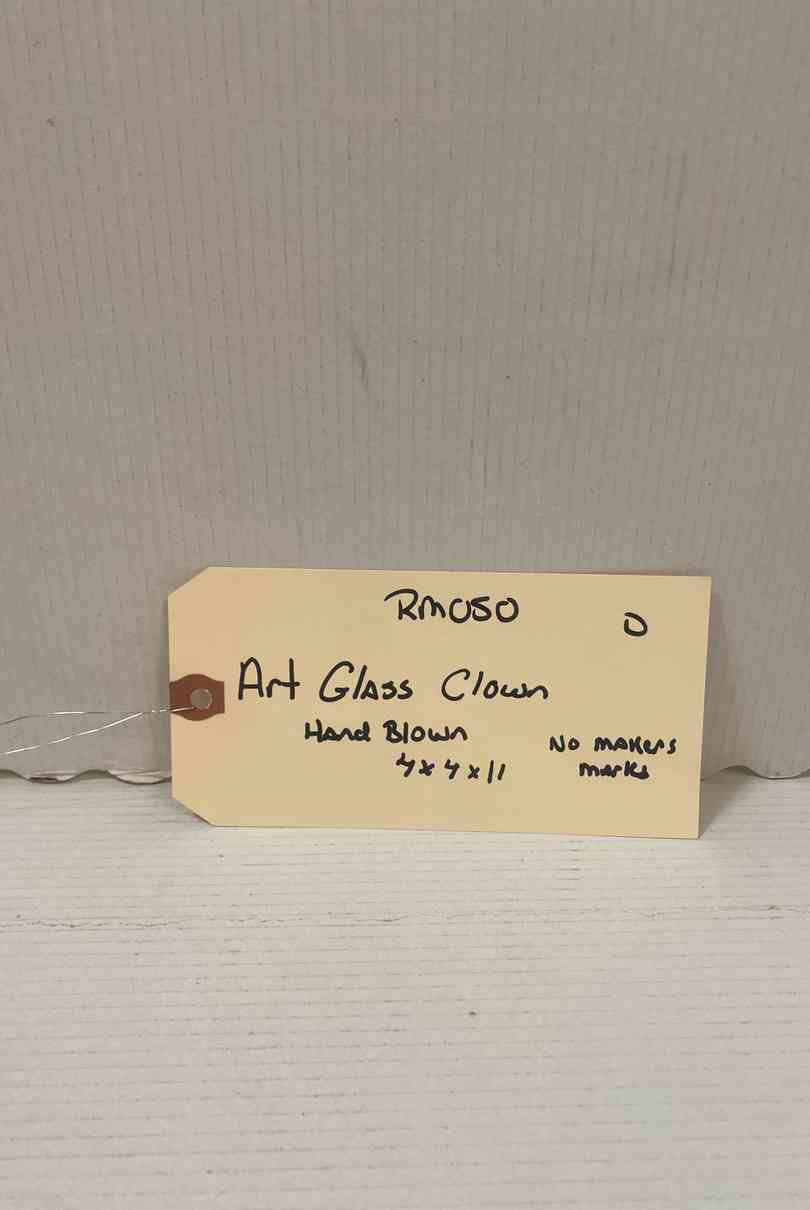 RM050
O
Art Glass Clown
Hand Blown
4x4x11
No makers
marks